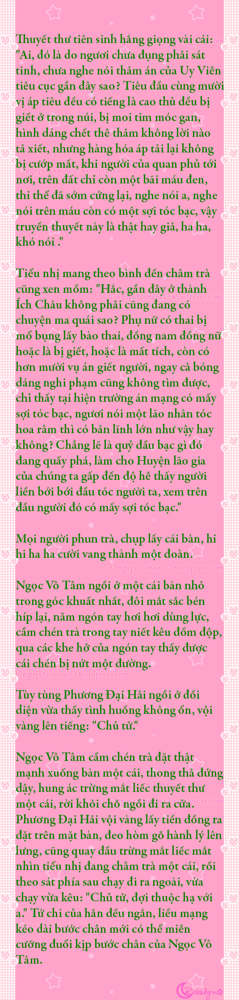 Thuyết thư tiên sinh hắng giọng vài cái:
"Ai, đó là do ngươi chưa đụng phải sát
tinh, chưa nghe nói thảm án của Uy Viễn
tiêu cục gần đây sao? Tiêu đầu cùng mười
vị áp tiêu đều có tiếng là cao thủ đều bị
giết ở trong núi, bị moi tim móc gan,
hình dáng chết thê thảm không lời nào
tả xiết, nhưng hàng hóa áp tải lại không
bị cướp mất, khi người của quan phủ tới
Onguyetvancac0.wordpress.com
nơi, trên đất chỉ còn một bãi máu đen,
thi thể đã sớm cứng lại, nghe nói a, nghe
nói trên máu còn có một sợi tóc bạc, vậy
truyền thuyết này là thật hay giả, ha ha,
khó nói ."
Tiểu nhị mang theo bình đến châm trà
cũng xen mồm: "Hắc, gần đây ở thành
Onguyetvancac0.wordpress.com
Ích Châu không phải cũng đang có
chuyện ma quái sao? Phụ nữ có thai bị
mổ bụng lấy bào thai, đồng nam đồng nữ
hoặc là bị giết, hoặc là mất tích, còn có
hơn mười vụ án giết người, ngay cả bóng
dáng nghi phạm cũng không tìm được,
chỉ thấy tại hiện trường án mạng có mấy
sợi tóc bạc, ngươi nói một lão nhân tóc
hoa râm thì có bản lĩnh lớn như vậy hay
không? Chẳng lẽ là quỷ đầu bạc gì đó
đang quấy phá, làm cho Huyện lão gia
của chúng ta gấp đến độ hễ thấy người
liền bới bới đầu tóc người ta, xem trên
đầu người đó có mấy sợi tóc bạc."
Mọi người phun trà, chụp lấy cái bàn, hi
hi ha ha cười vang thành một đoàn.
Onguyetvancac0.wordpress.com
Ngọc Vô Tâm ngồi ở một cái bàn nhỏ
trong góc khuất nhất, đôi mắt sắc bén
híp lại, năm ngón tay hơi hơi dùng lực,
cầm chén trà trong tay niết kêu đồm độp,
qua các khe hở của ngón tay thấy được
cái chén bị nứt một đường.
Onguyetvancac0.wordpress.com
Tùy tùng Phương Đại Hải ngồi ở đối
diện vừa thấy tình huống không ổn, vội
vàng lên tiếng: "Chủ tử."
Ngọc Vô Tâm cầm chén trà đặt thật
mạnh xuống bàn một cái, thong thả đứng
dậy, hung ác trừng mắt liếc thuyết thư
một cái, rời khỏi chỗ ngồi đi ra cửa.
Onguyetvancac0.wordpress.com
Phương Đại Hải vội vàng lấy tiền đồng ra
đặt trên mặt bàn, đeo hòm gỗ hành lý lên
lưng, cũng quay đầu trừng mắt liếc mắt
nhìn tiểu nhị đang châm trà một cái, rồi
theo sát phía sau chạy đi ra ngoài, vừa
chạy vừa kêu: "Chủ tử, đợi thuộc hạ với
a." Tứ chi của hắn đều ngắn, liều mạng
kéo dài bước chân mới có thể miễn
cưỡng đuổi kịp bước chân của Ngọc Vô
Tâm.
Rosalyn